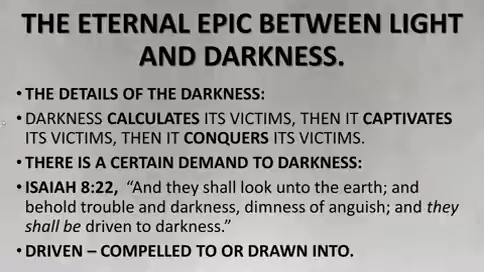 THE ETERNAL EPIC BETWEEN LIGHT
AND DARKNESS.
• THE DETAILS OF THE DARKNESS:
• DARKNESS CALCULATES ITS VICTIMS, THEN IT CAPTIVATES
ITS VICTIMS, THEN IT CONQUERS ITS VICTIMS.
• THERE IS A CERTAIN DEMAND TO DARKNESS:
• ISAIAH 8:22, “And they shall look unto the earth; and
behold trouble and darkness, dimness of anguish; and they
shall be driven to darkness.”
• DRIVEN – COMPELLED TO OR DRAWN INTO.